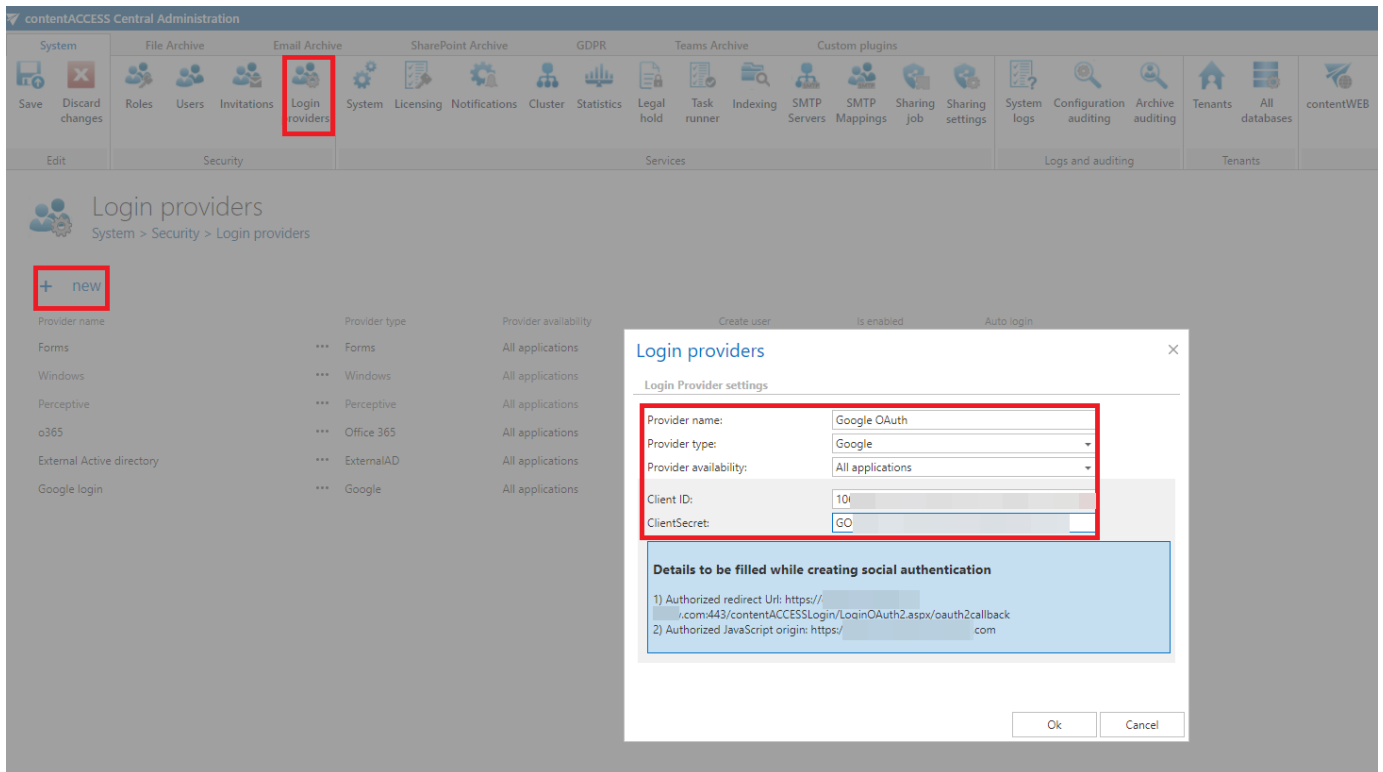 contentACCESS Central Administration
System File Archive Email Archive SharePoint Archive GDPR Teams Archive Custom plugins
Save Discard changes Roles Users Invitations Login providers System Licensing Notifications Cluster Statistics Legal hold Task runner Indexing SMTP Servers SMTP Mappings Sharing job Sharing settings System logs Configuration auditing Archive auditing Tenants All databases contentWEB
Edit Security Services Logs and auditing Tenants
Login providers
System > Security > Login providers
+ new
Provider name Provider type Provider availability Create user Is enabled Auto login
Forms ••• Forms All applications
Windows ••• Windows All applications
Perceptive ••• Perceptive All applications
o365 ••• Office 365 All applications
External Active directory ••• ExternalAD All applications
Google login ••• Google All applications
Login providers
Login Provider settings
Provider name: Google OAuth
Provider type: Google
Provider availability: All applications
Client ID: 10
ClientSecret: GO
Details to be filled while creating social authentication
1) Authorized redirect Url: https://
.com:443/contentACCESSLogin/LoginOAuth2.aspx/oauth2callback
2) Authorized JavaScript origin: https:/ .com
Ok Cancel